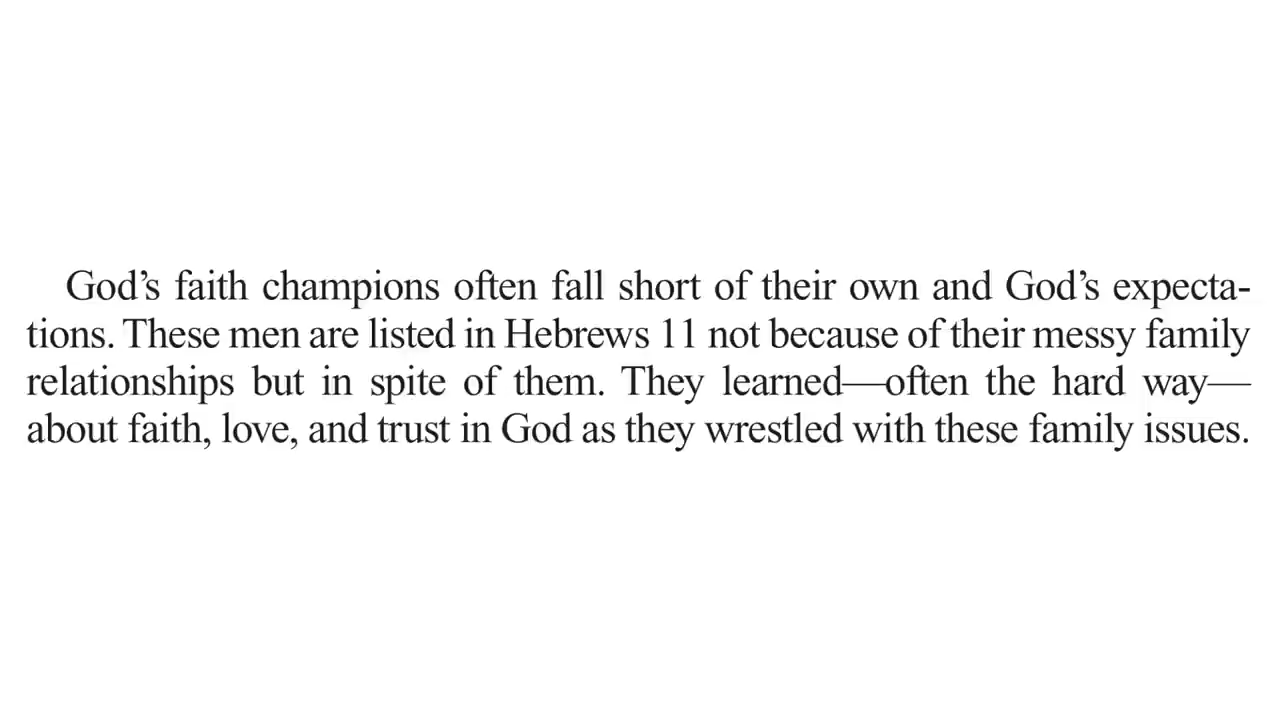 God’s faith champions often fall short of their own and God’s expecta-
tions. These men are listed in Hebrews 11 not because of their messy family
relationships but in spite of them. They learned—often the hard way—
about faith, love, and trust in God as they wrestled with these family issues.